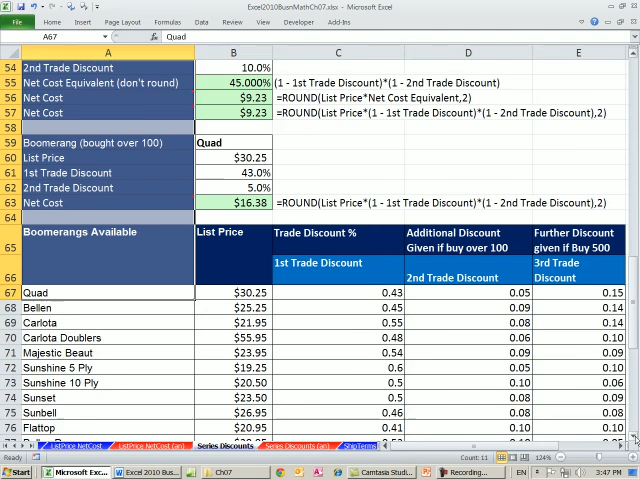 Excel2010BusnMathCh07.xlsx - Microsoft Excel
File Home Insert Page Layout Formulas Data Review View Developer Add-Ins
A67 fx Quad
A B C D E
54 2nd Trade Discount 10.0%
55 Net Cost Equivalent (don't round) 45.000% (1 - 1st Trade Discount)*(1 - 2nd Trade Discount)
56 Net Cost $9.23 =ROUND(List Price*Net Cost Equivalent,2)
57 Net Cost $9.23 =ROUND(List Price*(1 - 1st Trade Discount)*(1 - 2nd Trade Discount),2)
58
59 Boomerang (bought over 100) Quad
60 List Price $30.25
61 1st Trade Discount 43.0%
62 2nd Trade Discount 5.0%
63 Net Cost $16.38 =ROUND(List Price*(1 - 1st Trade Discount)*(1 - 2nd Trade Discount),2)
64
Boomerangs Available List Price Trade Discount % Additional Discount Further Discount
65 Given if buy over 100 given if Buy 500
1st Trade Discount 3rd Trade
66 2nd Trade Discount Discount
67 Quad $30.25 0.43 0.05 0.15
68 Bellen $25.25 0.45 0.09 0.14
69 Carlota $21.95 0.55 0.08 0.14
70 Carlota Doublers $55.95 0.48 0.06 0.10
71 Majestic Beaut $23.95 0.54 0.09 0.09
72 Sunshine 5 Ply $19.25 0.6 0.05 0.10
73 Sunshine 10 Ply $20.50 0.5 0.10 0.06
74 Sunset $23.50 0.5 0.08 0.09
75 Sunbell $26.95 0.46 0.08 0.08
76 Flattop $20.95 0.41 0.10 0.10
77
ListPrice NetCost ListPrice NetCost (an) Series Discounts Series Discounts (an) ShipTerms
Ready Count: 11 124%
Start Microsoft Exc... Excel 2010 Busi... Ch07 Camtasia Studi... Recording... EN 3:47 PM